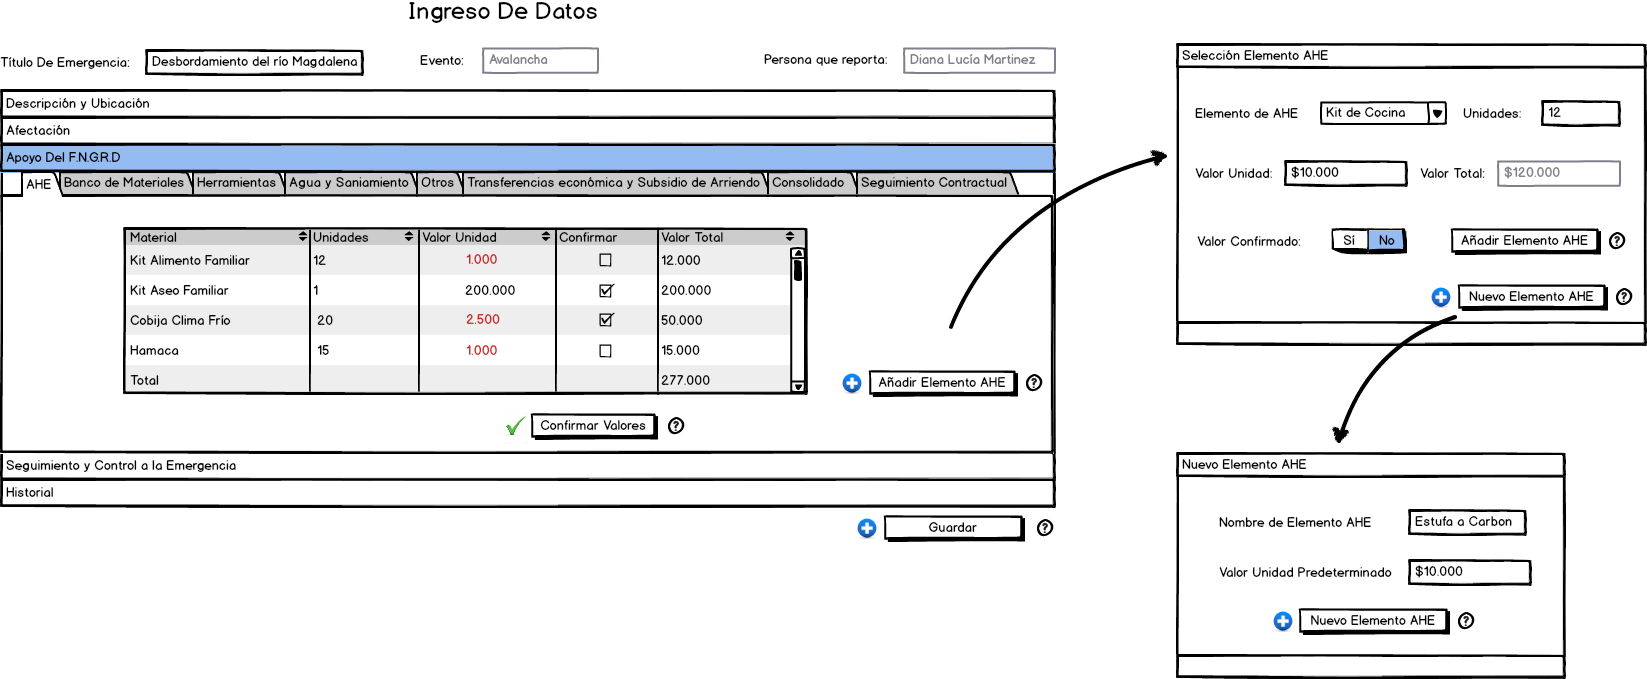 Ingreso De Datos
Título De Emergencia: Desbordamiento del río Magdalena Evento: Avalancha Persona que reporta: Diana Lucía Martinez
Descripción y Ubicación
Afectación
Apoyo Del F.N.G.R.D
AHE Banco de Materiales Herramientas Agua y Saniamiento Otros Transferencias económica y Subsidio de Arriendo Consolidado Seguimiento Contractual
Material Unidades Valor Unidad Confirmar Valor Total
Kit Alimento Familiar 12 1.000 12.000
Kit Aseo Familiar 1 200.000 200.000
Cobija Clima Frío 20 2.500 50.000
Hamaca 15 1.000 15.000
Total 277.000
Añadir Elemento AHE ?
Confirmar Valores ?
Seguimiento y Control a la Emergencia
Historial
Guardar ?
Selección Elemento AHE
Elemento de AHE Kit de Cocina Unidades: 12
Valor Unidad: $10.000 Valor Total: $120.000
Valor Confirmado: Sí No Añadir Elemento AHE ?
Nuevo Elemento AHE ?
Nuevo Elemento AHE
Nombre de Elemento AHE Estufa a Carbon
Valor Unidad Predeterminado $10.000
Nuevo Elemento AHE ?